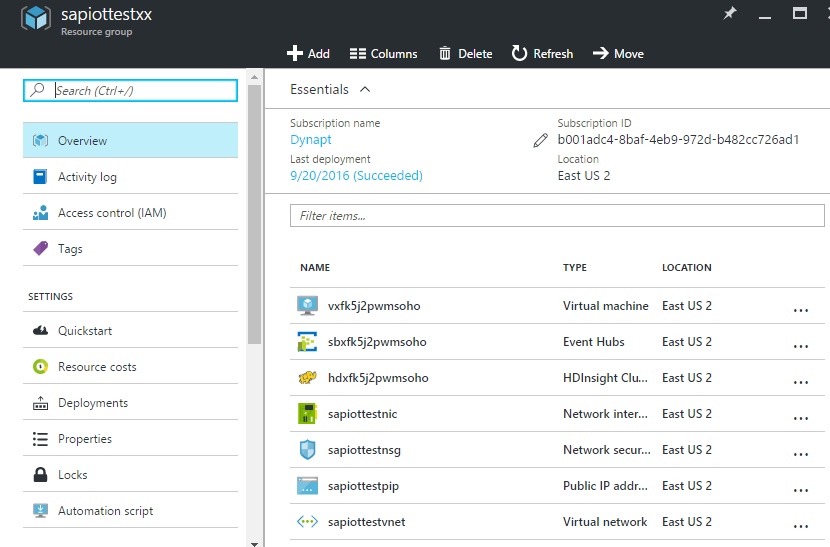 sapiottestxx
Resource group
Add Columns Delete Refresh Move
Search (Ctrl+/)
Overview
Activity log
Access control (IAM)
Tags
SETTINGS
Quickstart
Resource costs
Deployments
Properties
Locks
Automation script
Essentials
Subscription name Subscription ID
Dynapt b001adc4-8baf-4eb9-972d-b482cc726ad1
Last deployment Location
9/20/2016 (Succeeded) East US 2
Filter items...
NAME TYPE LOCATION
vxfk5j2pwmsoho Virtual machine East US 2 ...
sbxfk5j2pwmsoho Event Hubs East US 2 ...
hdxfk5j2pwmsoho HDInsight Clu... East US 2 ...
sapiottestnic Network inter... East US 2 ...
sapiottestnsg Network secur... East US 2 ...
sapiottestpip Public IP addr... East US 2 ...
sapiottestvnet Virtual network East US 2 ...